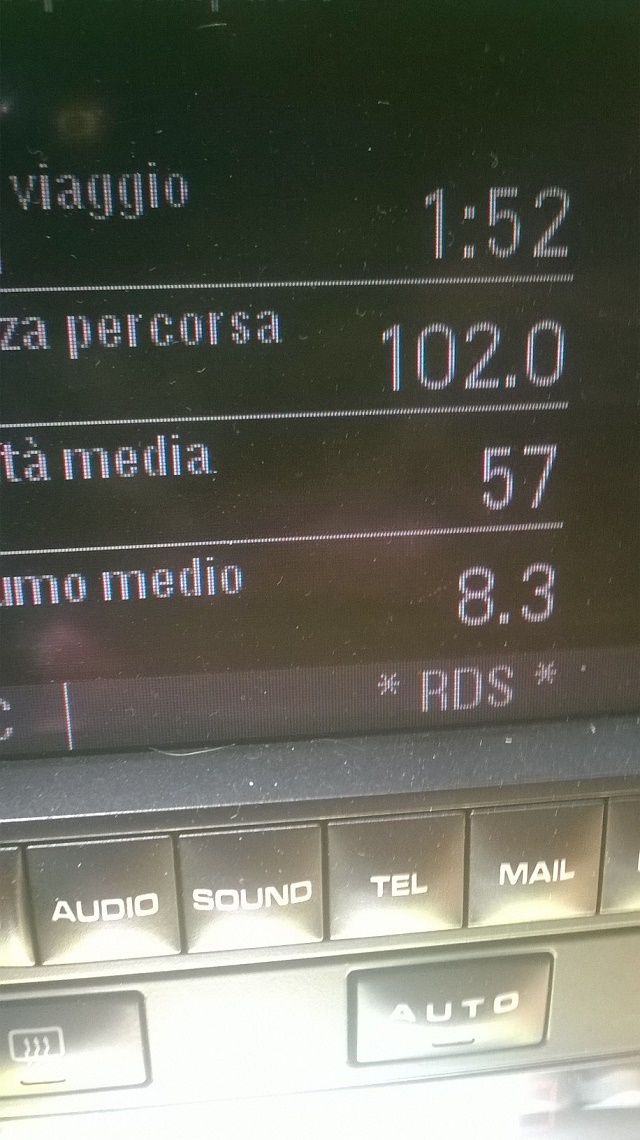 viaggio 1:52
za percorsa 102.0
tà media 57
umo medio 8.3
C * RDS *
AUDIO SOUND TEL MAIL
AUTO